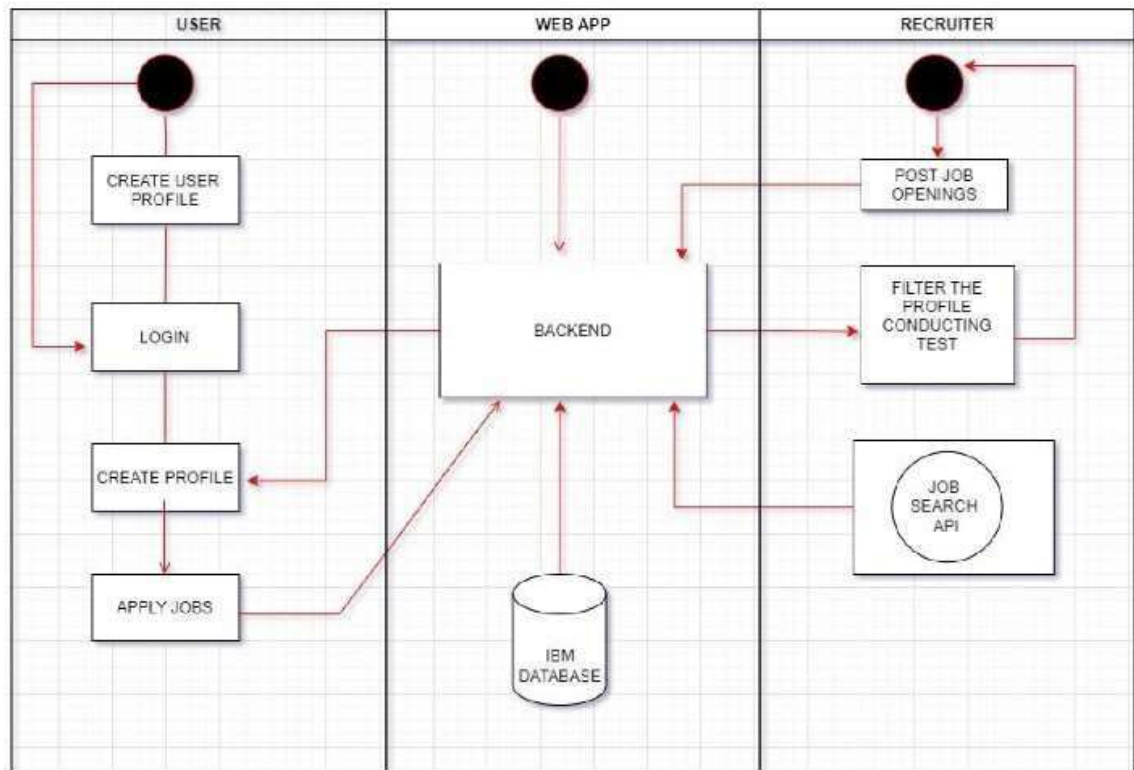 USER
WEB APP
RECRUITER
CREATE USER
PROFILE
LOGIN
CREATE PROFILE
APPLY JOBS
BACKEND
IBM
DATABASE
POST JOB
OPENINGS
FILTER THE
PROFILE
CONDUCTING
TEST
JOB
SEARCH
API